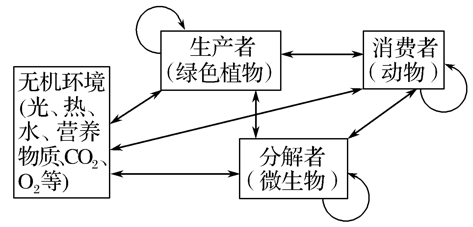 生产者
(绿色植物)
消费者
(动物)
无机环境
(光、热、
水、营养
物质、CO₂、
O₂等)
分解者
(微生物)